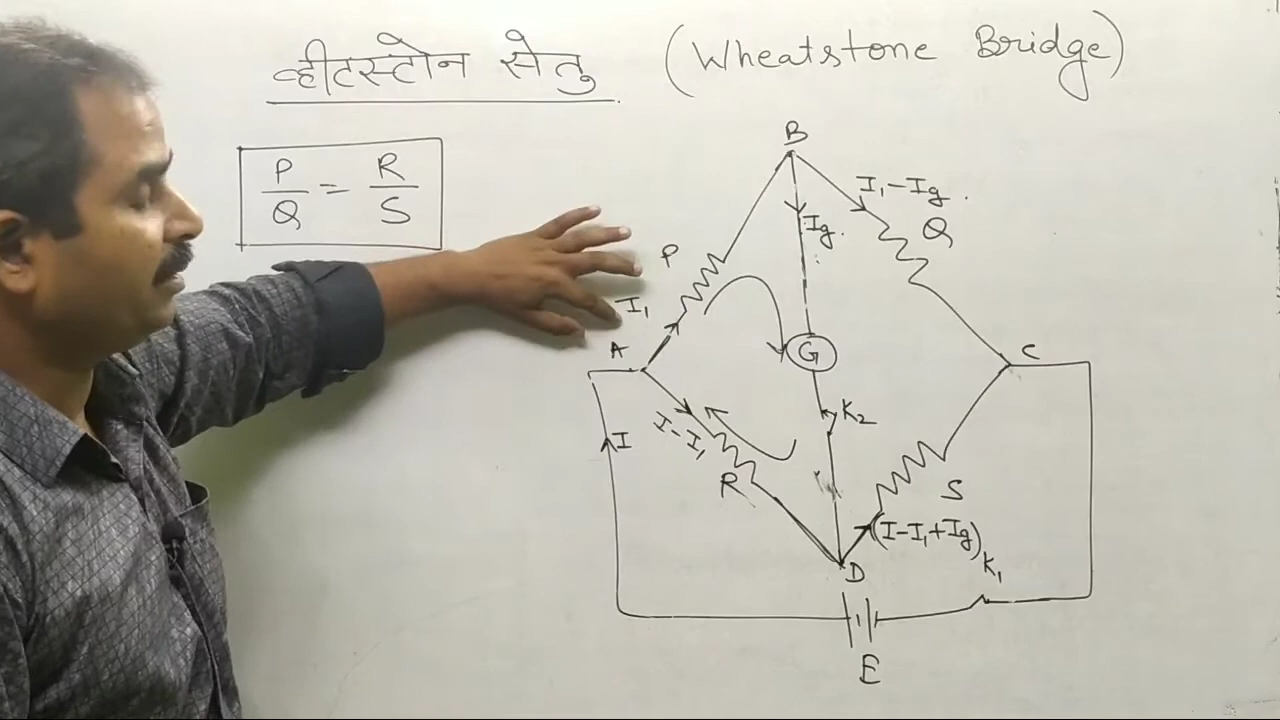 व्हीटस्टोन सेतु (Wheatstone Bridge)
P/Q = R/S
B
I₁-Ig
Ig
Q
P
I₁
A
G
C
K₂
I
I-I₁
R
S
(I-I₁+Ig)
K₁
D
E